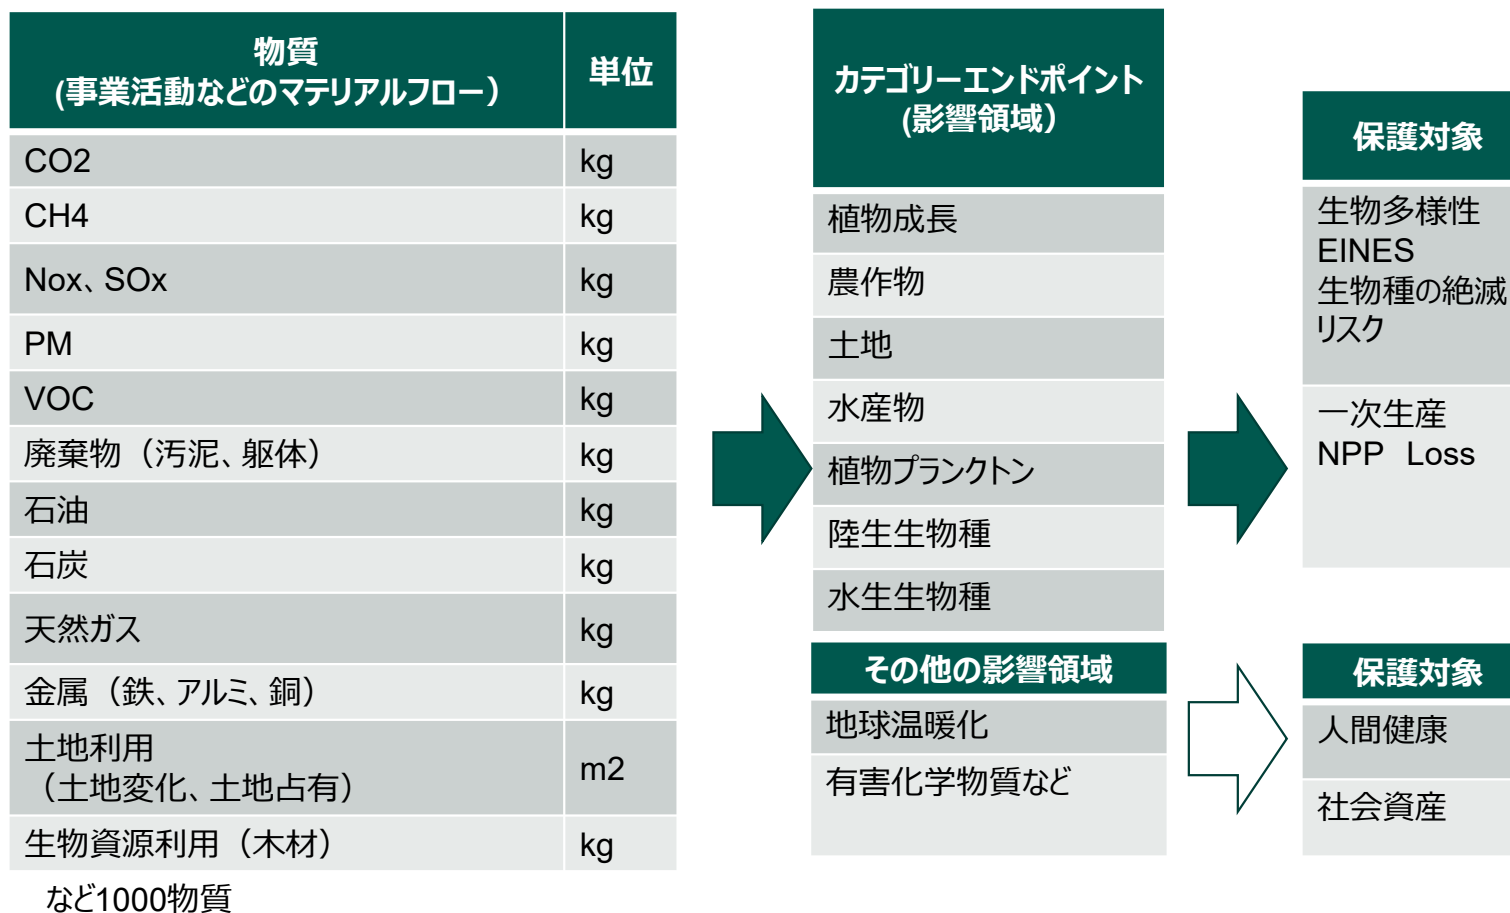 物質
(事業活動などのマテリアルフロー）
単位
CO2
kg
CH4
kg
Nox、SOx
kg
PM
kg
VOC
kg
廃棄物（汚泥、躯体）
kg
石油
kg
石炭
kg
天然ガス
kg
金属（鉄、アルミ、銅）
kg
土地利用
（土地変化、土地占有）
m2
生物資源利用（木材）
kg
など1000物質
カテゴリーエンドポイント
(影響領域）
植物成長
農作物
土地
水産物
植物プランクトン
陸生生物種
水生生物種
その他の影響領域
地球温暖化
有害化学物質など
保護対象
生物多様性
EINES
生物種の絶滅
リスク
一次生産
NPP　Loss
保護対象
人間健康
社会資産